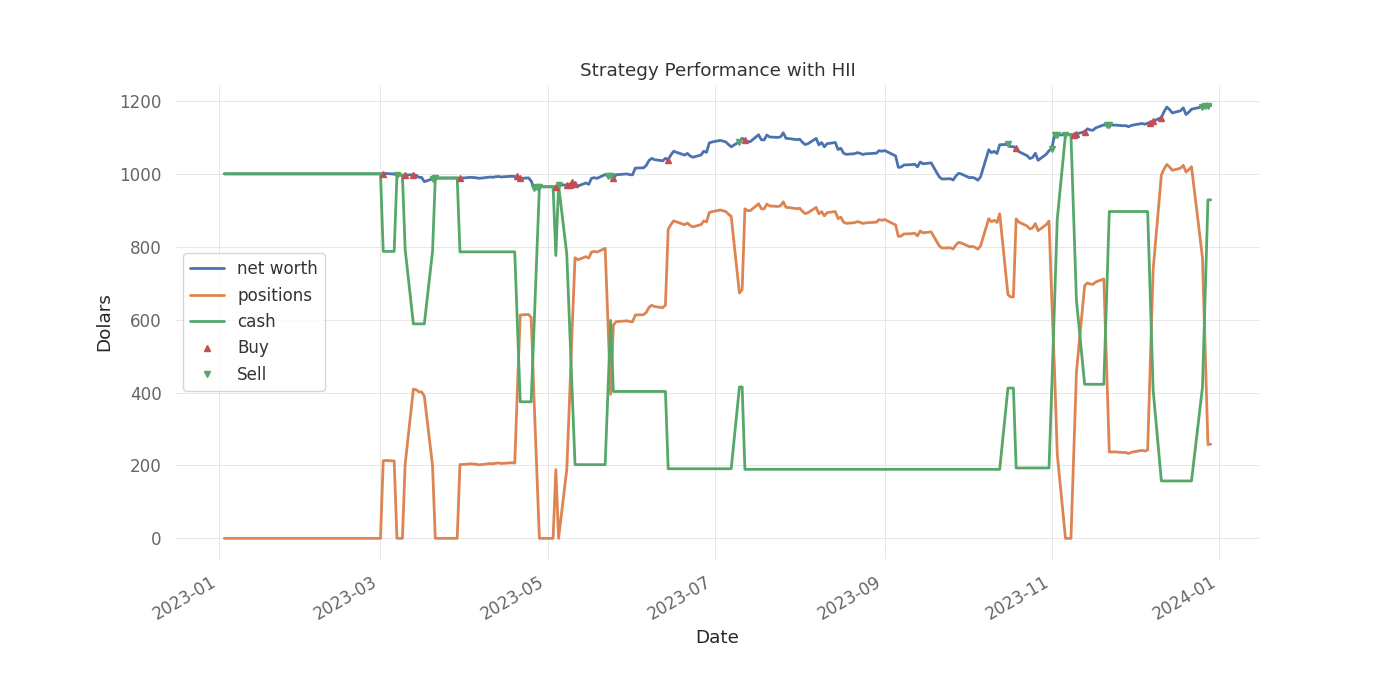 Strategy Performance with HII
1200
1000
800
600
400
200
0
Dolars
net worth
positions
cash
Buy
Sell
2023-01
2023-03
2023-05
2023-07
2023-09
2023-11
2024-01
Date